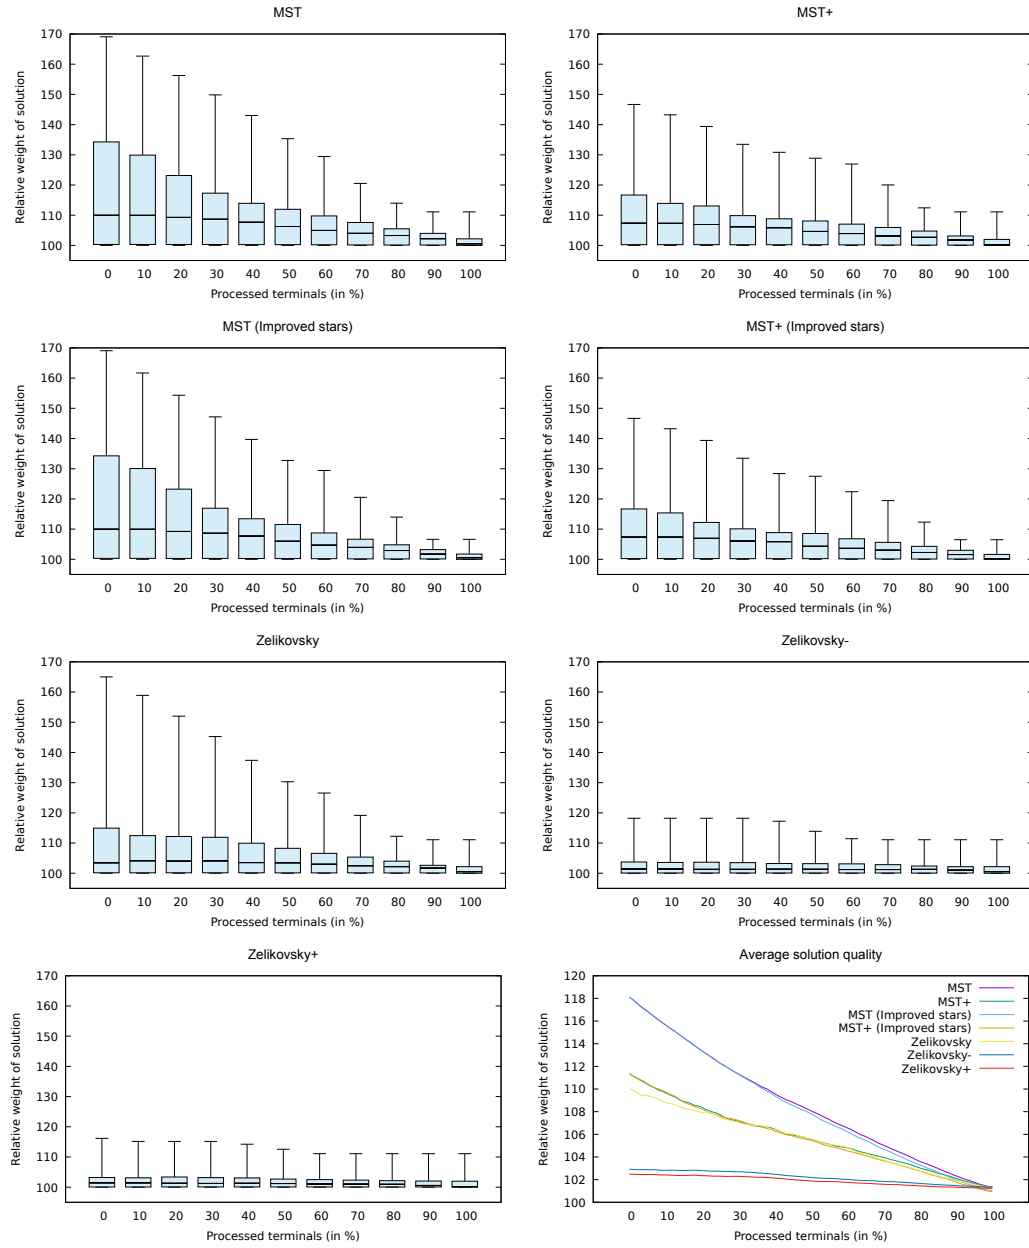 MST
Relative weight of solution
170
160
150
140
130
120
110
100
0 10 20 30 40 50 60 70 80 90 100
Processed terminals (in %)
MST+
Relative weight of solution
170
160
150
140
130
120
110
100
0 10 20 30 40 50 60 70 80 90 100
Processed terminals (in %)
MST (Improved stars)
Relative weight of solution
170
160
150
140
130
120
110
100
0 10 20 30 40 50 60 70 80 90 100
Processed terminals (in %)
MST+ (Improved stars)
Relative weight of solution
170
160
150
140
130
120
110
100
0 10 20 30 40 50 60 70 80 90 100
Processed terminals (in %)
Zelikovsky
Relative weight of solution
170
160
150
140
130
120
110
100
0 10 20 30 40 50 60 70 80 90 100
Processed terminals (in %)
Zelikovsky-
Relative weight of solution
170
160
150
140
130
120
110
100
0 10 20 30 40 50 60 70 80 90 100
Processed terminals (in %)
Zelikovsky+
Relative weight of solution
170
160
150
140
130
120
110
100
0 10 20 30 40 50 60 70 80 90 100
Processed terminals (in %)
Average solution quality
Relative weight of solution
120
118
116
114
112
110
108
106
104
102
100
MST
MST+
MST (Improved stars)
MST+ (Improved stars)
Zelikovsky
Zelikovsky-
Zelikovsky+
0 10 20 30 40 50 60 70 80 90 100
Processed terminals (in %)